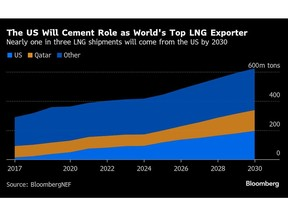 The US Will Cement Role as World's Top LNG Exporter
Nearly one in three LNG shipments will come from the US by 2030
US Qatar Other
600m tons
400
200
0
2017 2020 2022 2024 2026 2028 2030
Source: BloombergNEF
Bloomberg